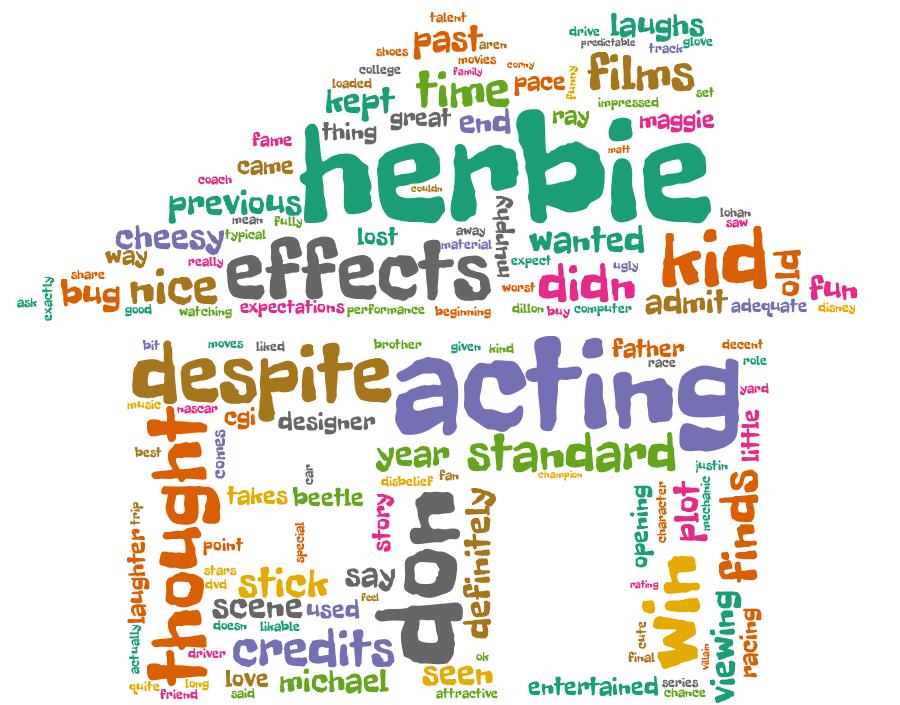 talent
past
aren
shoes
movies
corny
drive
laughs
predictable
track
glove
college
family
loaded
kept
time
pace
funny
films
set
impressed
thing
great
end
ray
maggie
fame
herbie
matt
came
coach
couldn
previous
mean
fully
murphy
lohan
saw
cheesy
typical
lost
away
material
wanted
way
really
effects
expect
ugly
kid
old
share
bug
nice
worst
didn
admit
fun
ask
exactly
good
watching
expectations
performance
beginning
dillon
buy
computer
adequate
disney
bit
moves
liked
brother
given
kind
father
decent
race
role
despite
acting
yard
music
nascar
cgi
designer
thought
comes
year
standard
little
best
car
disbelief
fan
champion
justin
takes
beetle
story
don
definitely
opening
character
plot
mechanic
finds
trip
laughter
point
special
stars
dvd
stick
say
feel
win
rating
scene
used
doesn
likable
cute
viewing
racing
actually
driver
credits
final
villain
ok
quite
long
friend
love
said
michael
seen
attractive
entertained
series
chance